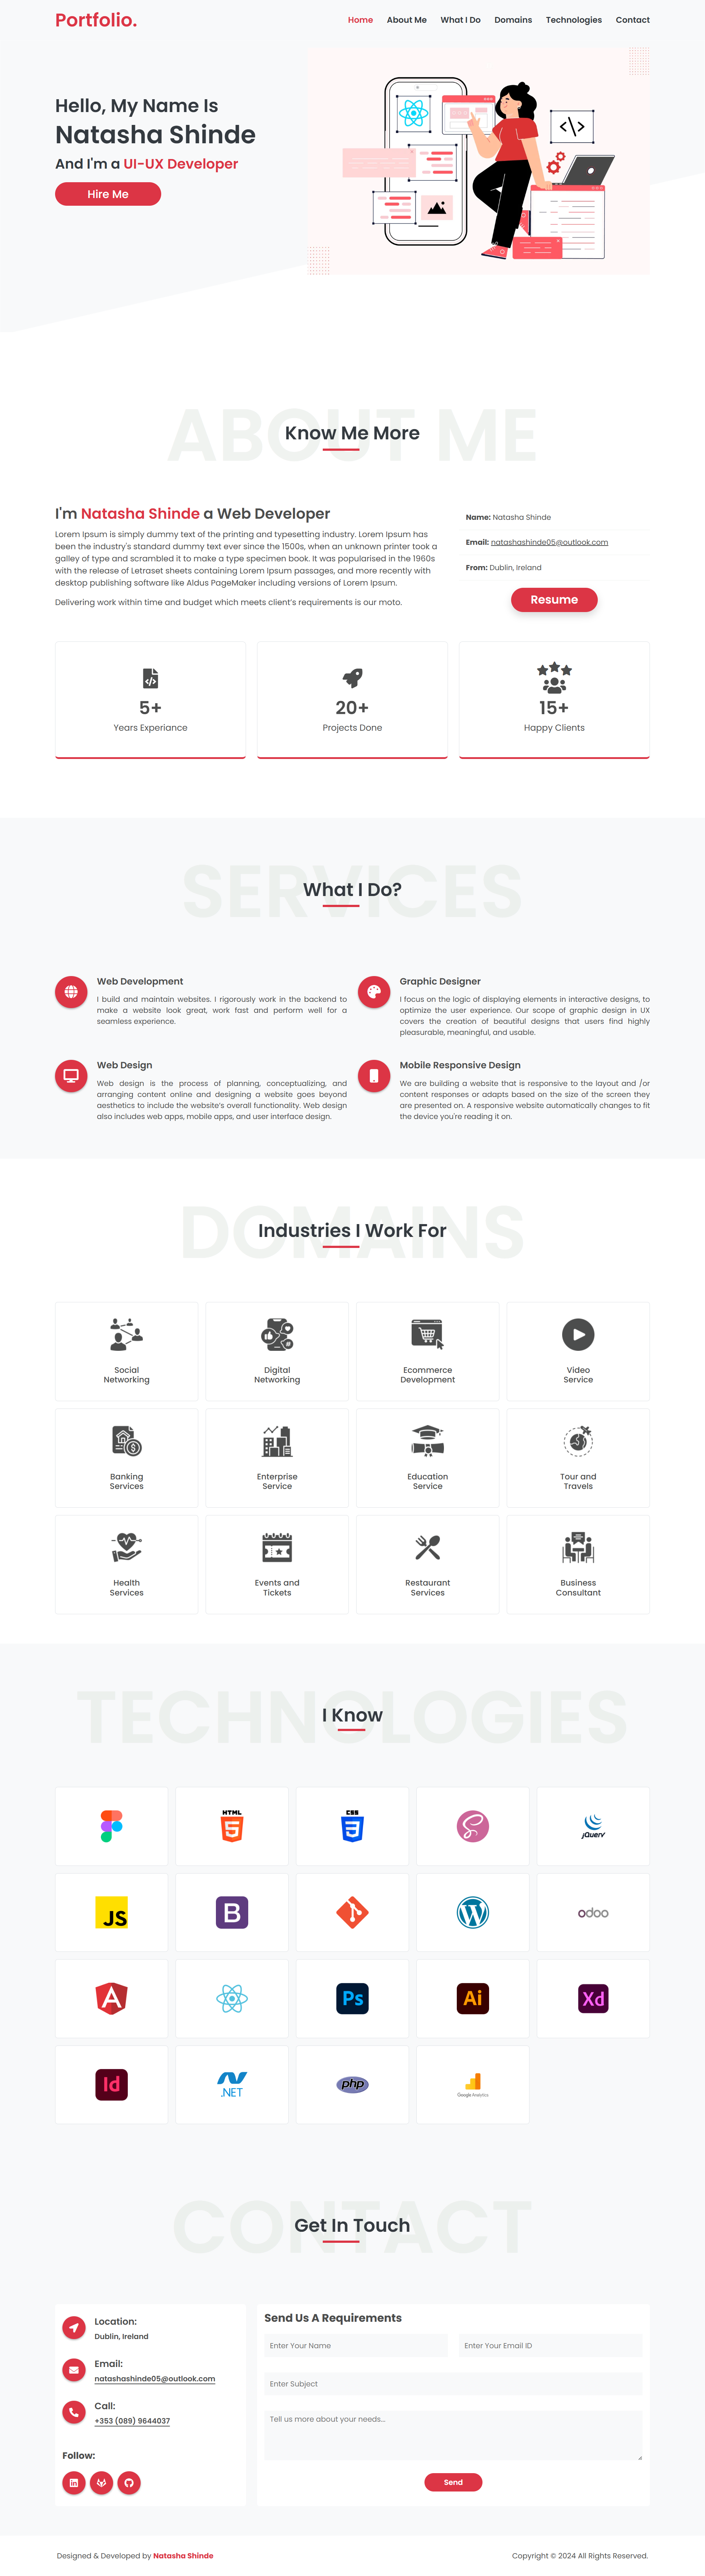 Portfolio.
Home About Me What I Do Domains Technologies Contact
Hello, My Name Is
Natasha Shinde
And I'm a UI-UX Developer
Hire Me
ABOUT ME
Know Me More
I'm Natasha Shinde a Web Developer
Lorem Ipsum is simply dummy text of the printing and typesetting industry. Lorem Ipsum has
been the industry's standard dummy text ever since the 1500s, when an unknown printer took a
galley of type and scrambled it to make a type specimen book. It was popularised in the 1960s
with the release of Letraset sheets containing Lorem Ipsum passages, and more recently with
desktop publishing software like Aldus PageMaker including versions of Lorem Ipsum.
Delivering work within time and budget which meets client's requirements is our moto.
Name: Natasha Shinde
Email: natashashinde05@outlook.com
From: Dublin, Ireland
Resume
5+
Years Experiance
20+
Projects Done
15+
Happy Clients
SERVICES
What I Do?
Web Development
I build and maintain websites. I rigorously work in the backend to
make a website look great, work fast and perform well for a
seamless experience.
Graphic Designer
I focus on the logic of displaying elements in interactive designs, to
optimize the user experience. Our scope of graphic design in UX
covers the creation of beautiful designs that users find highly
pleasurable, meaningful, and usable.
Web Design
Web design is the process of planning, conceptualizing, and
arranging content online and designing a website goes beyond
aesthetics to include the website's overall functionality. Web design
also includes web apps, mobile apps, and user interface design.
Mobile Responsive Design
We are building a website that is responsive to the layout and /or
content responses or adapts based on the size of the screen they
are presented on. A responsive website automatically changes to fit
the device you're reading it on.
DOMAINS
Industries I Work For
Social
Networking
Digital
Networking
Ecommerce
Development
Video
Service
Banking
Services
Enterprise
Service
Education
Service
Tour and
Travels
Health
Services
Events and
Tickets
Restaurant
Services
Business
Consultant
TECHNOLOGIES
I Know
HTML
5
CSS
3
jQuery
JS
B
odoo
A
Ps
Ai
Xd
Id
.NET
php
Google Analytics
CONTACT
Get In Touch
Location:
Dublin, Ireland
Email:
natashashinde05@outlook.com
Call:
+353 (089) 9644037
Follow:
Send Us A Requirements
Enter Your Name
Enter Your Email ID
Enter Subject
Tell us more about your needs...
Send
Designed & Developed by Natasha Shinde
Copyright © 2024 All Rights Reserved.